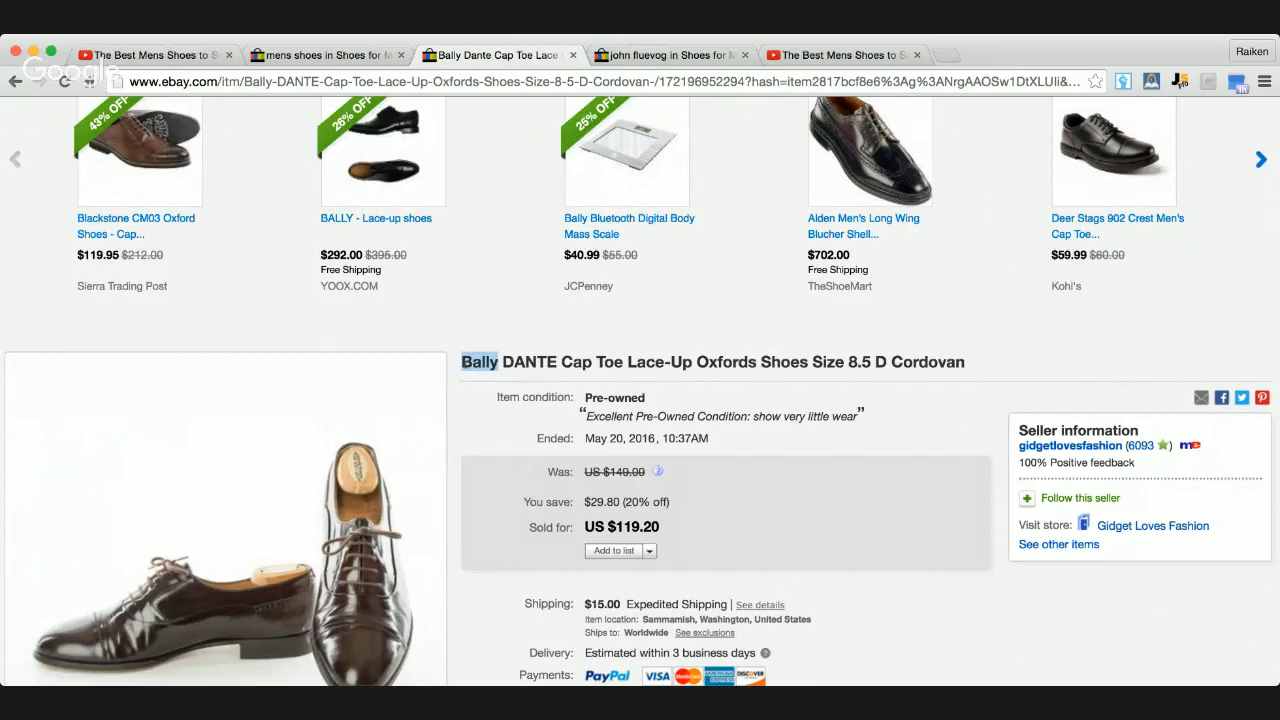 The Best Mens Shoes to S
mens shoes in Shoes for M
Bally Dante Cap Toe Lace
john fluevog in Shoes for M
The Best Mens Shoes to S
Raiken
Google
www.ebay.com/itm/Bally-DANTE-Cap-Toe-Lace-Up-Oxfords-Shoes-Size-8-5-D-Cordovan-/172196952294?hash=item2817bcf8e6%3Ag%3ANrgAAOSw1DtXLUIi&...
43% OFF
26% OFF
25% OFF
Blackstone CM03 Oxford
Shoes - Cap...
$119.95 $212.00
Sierra Trading Post
BALLY - Lace-up shoes
$292.00 $395.00
Free Shipping
YOOX.COM
Bally Bluetooth Digital Body
Mass Scale
$40.99 $55.00
JCPenney
Alden Men's Long Wing
Blucher Shell...
$702.00
Free Shipping
TheShoeMart
Deer Stags 902 Crest Men's
Cap Toe...
$59.99 $60.00
Kohl's
Bally DANTE Cap Toe Lace-Up Oxfords Shoes Size 8.5 D Cordovan
Item condition: Pre-owned
“Excellent Pre-Owned Condition: show very little wear”
Ended: May 20, 2016, 10:37AM
Was: US $149.00
You save: $29.80 (20% off)
Sold for: US $119.20
Add to list
Shipping: $15.00 Expedited Shipping | See details
Item location: Sammamish, Washington, United States
Ships to: Worldwide See exclusions
Delivery: Estimated within 3 business days
Payments: PayPal VISA MasterCard DISCOVER
Seller information
gidgetlovesfashion (6093 ) me
100% Positive feedback
Follow this seller
Visit store: Gidget Loves Fashion
See other items